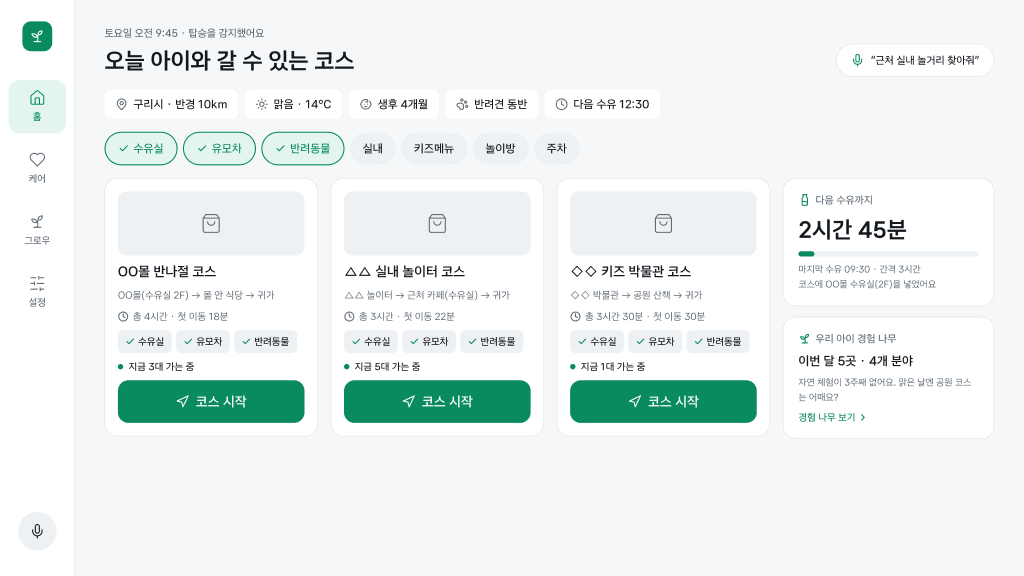 토요일 오전 9:45 · 탑승을 감지했어요
오늘 아이와 갈 수 있는 코스
“근처 실내 놀거리 찾아줘”
구리시 · 반경 10km
맑음 · 14°C
생후 4개월
반려견 동반
다음 수유 12:30
수유실
유모차
반려동물
실내
키즈메뉴
놀이방
주차
홈
케어
그로우
설정
OO몰 반나절 코스
OO몰(수유실 2F) → 몰 안 식당 → 귀가
총 4시간 · 첫 이동 18분
수유실
유모차
반려동물
지금 3대 가는 중
코스 시작
△△ 실내 놀이터 코스
△△ 놀이터 → 근처 카페(수유실) → 귀가
총 3시간 · 첫 이동 22분
수유실
유모차
반려동물
지금 5대 가는 중
코스 시작
◇◇ 키즈 박물관 코스
◇◇ 박물관 → 공원 산책 → 귀가
총 3시간 30분 · 첫 이동 30분
수유실
유모차
반려동물
지금 1대 가는 중
코스 시작
다음 수유까지
2시간 45분
마지막 수유 09:30 · 간격 3시간
코스에 OO몰 수유실(2F)을 넣었어요
우리 아이 경험 나무
이번 달 5곳 · 4개 분야
자연 체험이 3주째 없어요. 맑은 날엔 공원 코스
는 어때요?
경험 나무 보기